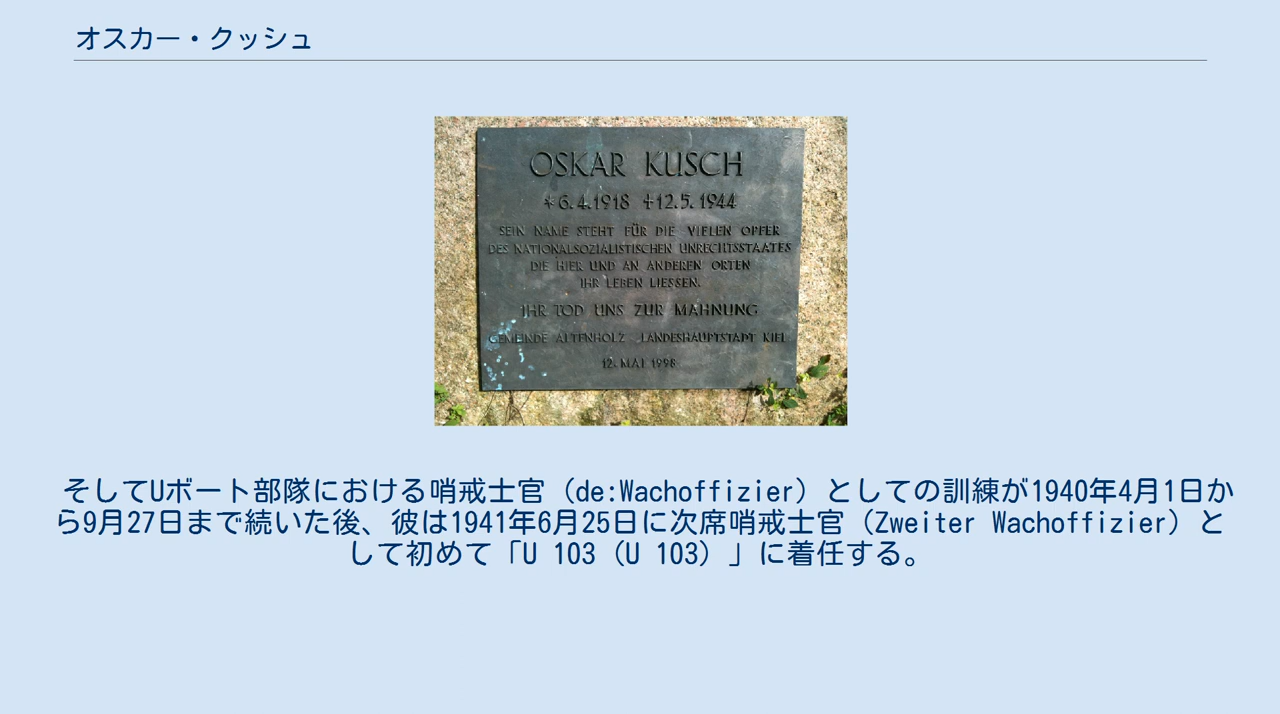 オスカー・クッシュ
OSKAR KUSCH
*6.4.1918 †12.5.1944
SEIN NAME STEHT FÜR DIE VIELEN OPFER
DES NATIONALSOZIALISTISCHEN UNRECHTSSTAATES
DIE HIER UND AN ANDEREN ORTEN
IHR LEBEN LIESSEN.
IHR TOD UNS ZUR MAHNUNG
GEMEINDE ALTENHOLZ LANDESHAUPTSTADT KIEL
12. MAI 1998
そしてUボート部隊における哨戒士官（de:Wachoffizier）としての訓練が1940年4月1日か
ら9月27日まで続いた後、彼は1941年6月25日に次席哨戒士官（Zweiter Wachoffizier）と
して初めて「U 103（U 103）」に着任する。